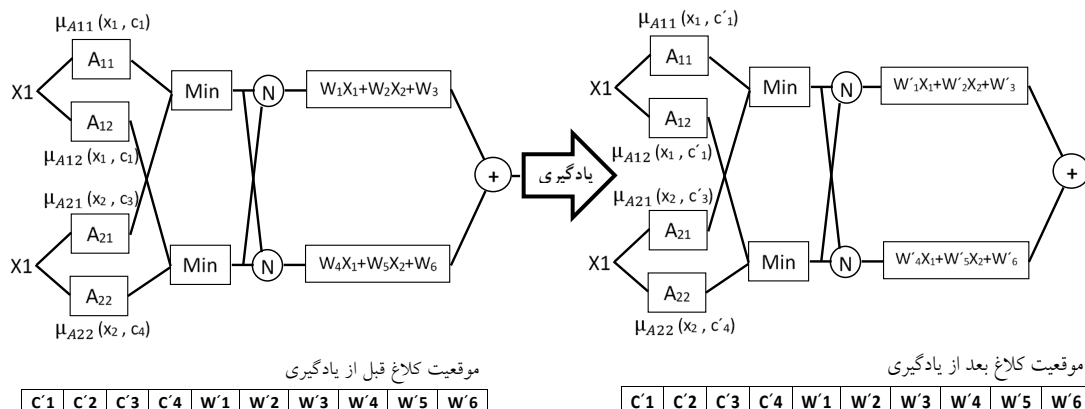 μA11 (x1 , c1)
A11
X1
A12
μA12 (x1 , c1)
μA21 (x2 , c3)
A21
X1
A22
μA22 (x2 , c4)
Min
Min
N
N
W1X1+W2X2+W3
W4X1+W5X2+W6
+
یادگیری
μA11 (x1 , c´1)
A11
X1
A12
μA12 (x1 , c´1)
μA21 (x2 , c´3)
A21
X1
A22
μA22 (x2 , c´4)
Min
Min
N
N
W´1X1+W´2X2+W´3
W´4X1+W´5X2+W´6
+
موقعیت کلاغ قبل از یادگیری
C´1 C´2 C´3 C´4 W´1 W´2 W´3 W´4 W´5 W´6
موقعیت کلاغ بعد از یادگیری
C´1 C´2 C´3 C´4 W´1 W´2 W´3 W´4 W´5 W´6